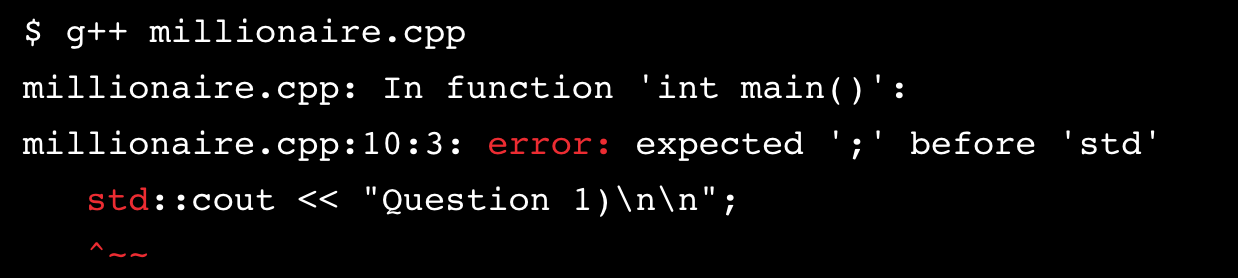 $ g++ millionaire.cpp
millionaire.cpp: In function 'int main()':
millionaire.cpp:10:3: error: expected ';' before 'std'
   std::cout << "Question 1)\n\n";
   ^~~